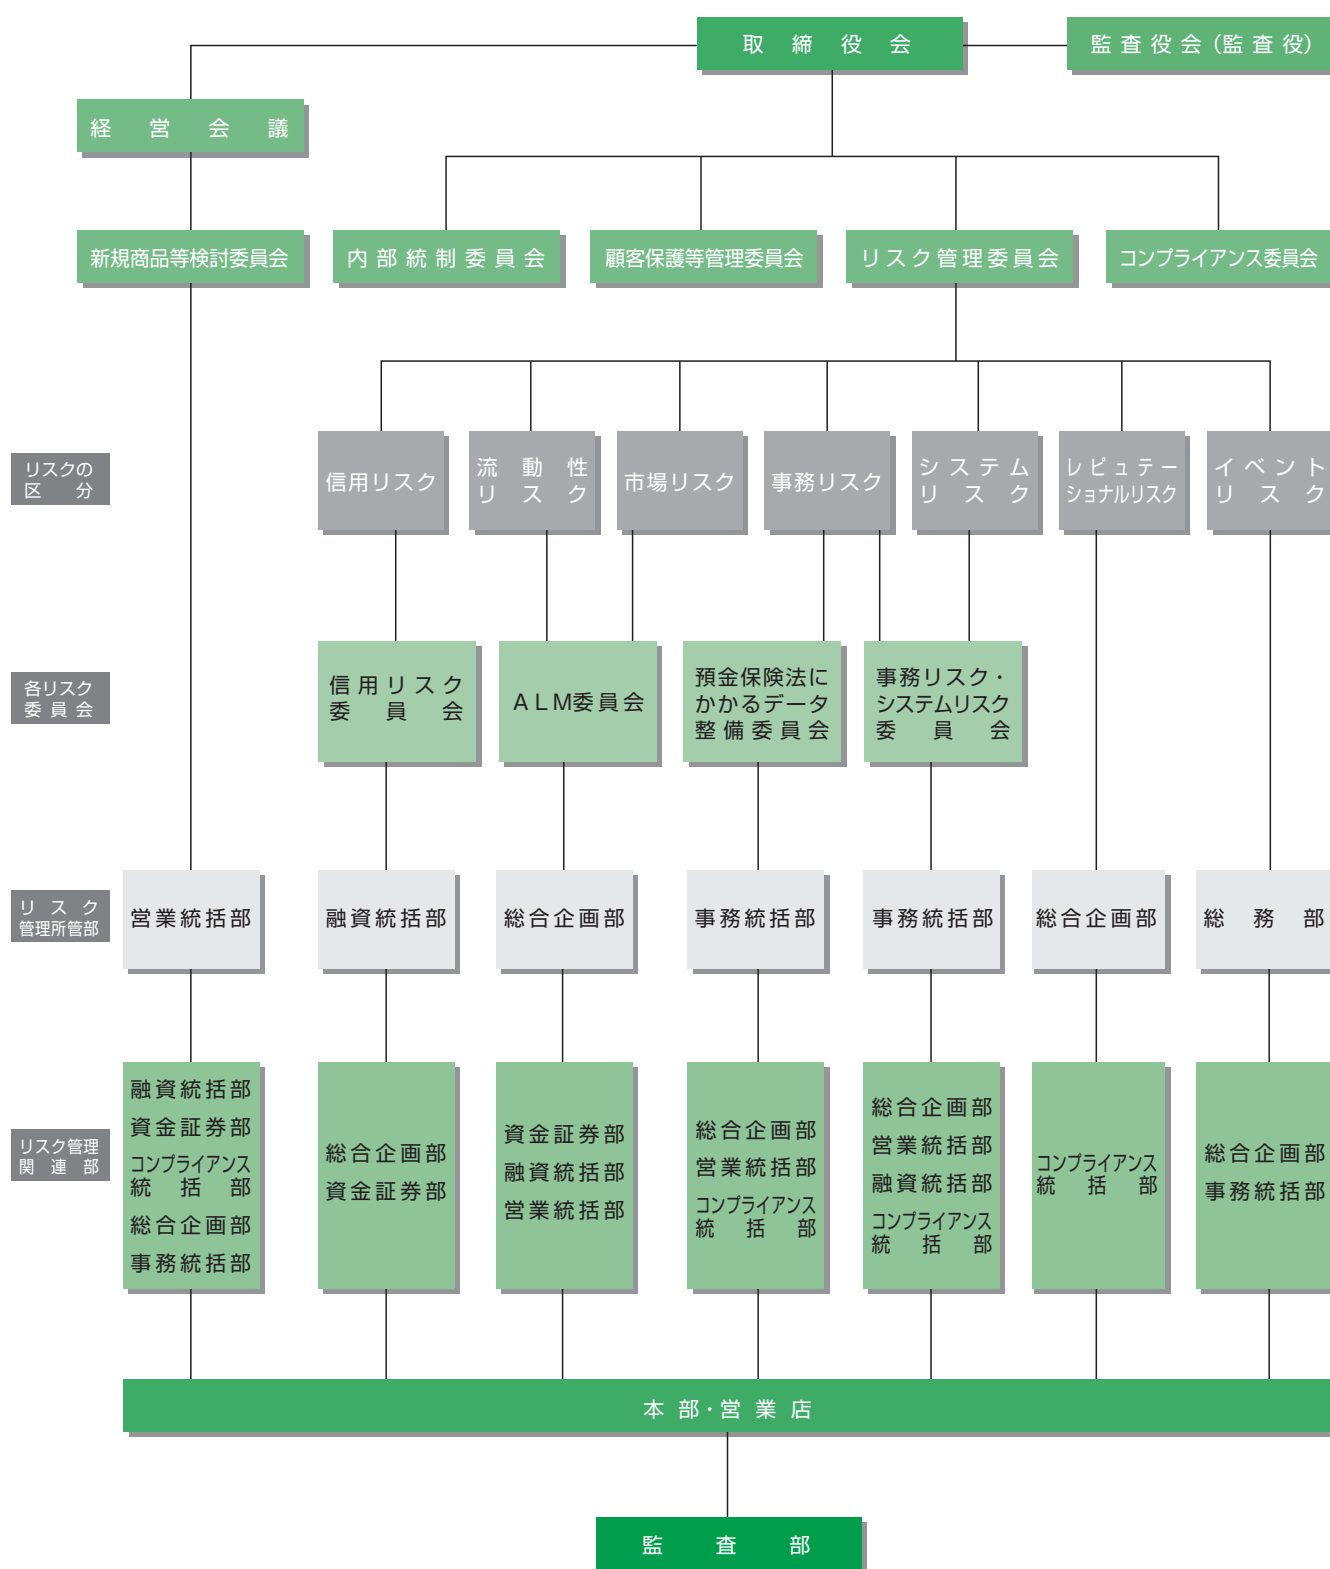 取締役会
監査役会（監査役）
経営会議
新規商品等検討委員会
内部統制委員会
顧客保護等管理委員会
リスク管理委員会
コンプライアンス委員会
リスクの
区分
信用リスク
流動性
リスク
市場リスク
事務リスク
システム
リスク
レピュテー
ショナルリスク
イベント
リスク
各リスク
委員会
信用リスク
委員会
ALM委員会
預金保険法に
かかるデータ
整備委員会
事務リスク・
システムリスク
委員会
リスク
管理所管部
営業統括部
融資統括部
総合企画部
事務統括部
事務統括部
総合企画部
総務部
リスク管理
関連部
融資統括部
資金証券部
コンプライアンス
統括部
総合企画部
事務統括部
総合企画部
資金証券部
資金証券部
融資統括部
営業統括部
総合企画部
営業統括部
コンプライアンス
統括部
総合企画部
営業統括部
融資統括部
コンプライアンス
統括部
コンプライアンス
統括部
総合企画部
事務統括部
本部・営業店
監査部